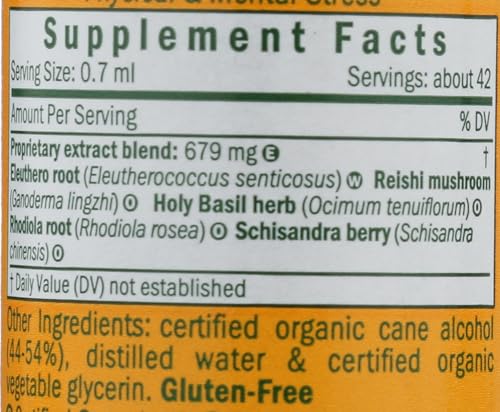 Physical & Mental Stress
Supplement Facts
Serving Size: 0.7 ml Servings: about 42
Amount Per Serving % DV
Proprietary extract blend: 679 mg Ⓔ †
Eleuthero root (Eleutherococcus senticosus) Ⓦ Reishi mushroom
(Ganoderma lingzhi) Ⓞ Holy Basil herb (Ocimum tenuiflorum) Ⓞ
Rhodiola root (Rhodiola rosea) Ⓞ Schisandra berry (Schisandra
chinensis) Ⓞ
† Daily Value (DV) not established
Other Ingredients: certified organic cane alcohol
(44-54%), distilled water & certified organic
vegetable glycerin. Gluten-Free